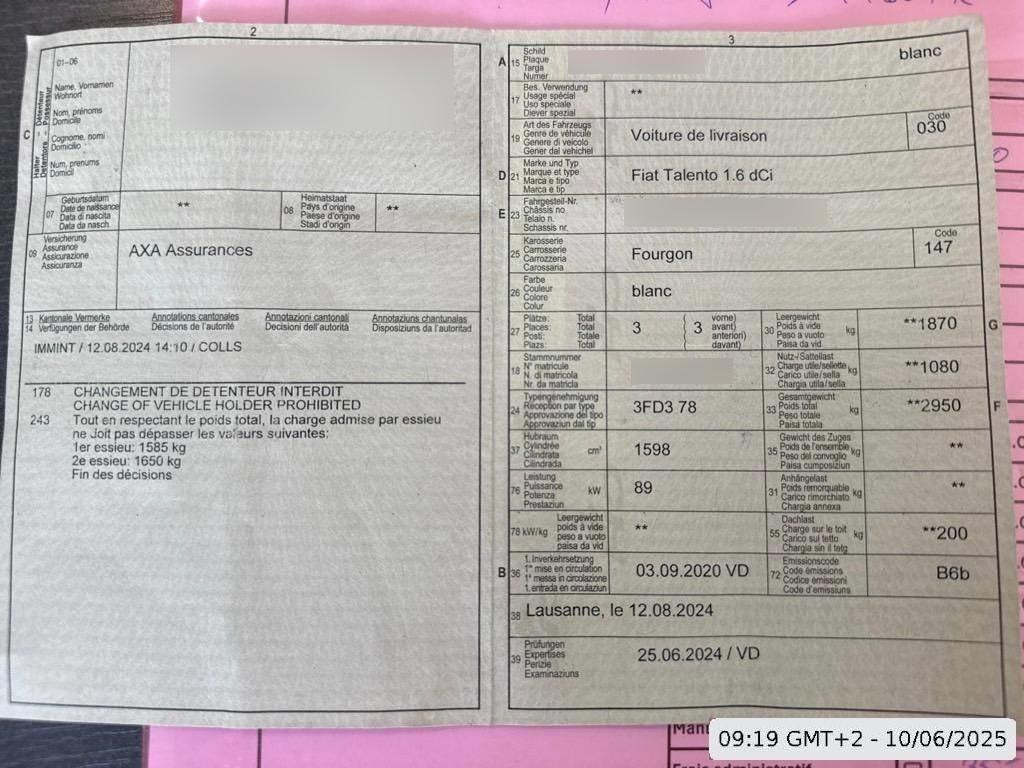 2
01-06
Name, Vornamen
Wohnort
Nom, prénoms
Domicile
Cognome, nomi
Domicilio
Num, prenums
Domicil
C
Halter Détenteur
Detentore Possessur
07
Geburtsdatum
Date de naissance
Data di nascita
Data da nasch.
**
08
Heimatstaat
Pays d'origine
Paese d'origine
Stadi d'origin
**
09
Versicherung
Assurance
Assicurazione
Assicuranza
AXA Assurances
13 Kantonale Vermerke Annotations cantonales Annotazioni cantonali Annotaziuns chantunalas
14 Verfügungen der Behörde Décisions de l'autorité Decisioni dell'autorità Disposiziuns da l'autoritad
IMMINT / 12.08.2024 14:10 / COLLS
178 CHANGEMENT DE DETENTEUR INTERDIT
CHANGE OF VEHICLE HOLDER PROHIBITED
243 Tout en respectant le poids total, la charge admise par essieu
ne doit pas dépasser les valeurs suivantes:
1er essieu: 1585 kg
2e essieu: 1650 kg
Fin des décisions
3
A 15
Schild
Plaque
Targa
Numer
blanc
17
Bes. Verwendung
Usage spécial
Uso speciale
Diever spezial
**
19
Art des Fahrzeugs
Genre de véhicule
Genere di veicolo
Gener dal vehichel
Voiture de livraison
Code
030
D 21
Marke und Typ
Marque et type
Marca e tipo
Marca e tip
Fiat Talento 1.6 dCi
E 23
Fahrgestell-Nr.
Châssis no
Telaio n.
Schassis nr.
25
Karosserie
Carrosserie
Carrozzeria
Carossaria
Fourgon
Code
147
26
Farbe
Couleur
Colore
Colur
blanc
27
Plätze: Total
Places: Total
Posti: Totale
Plazs: Total
3
( 3
vorne)
avant)
anteriori)
davant)
30
Leergewicht
Poids à vide
Peso a vuoto
Paisa da vid
kg
**1870
G
18
Stammnummer
N° matricule
N. di matricola
Nr. da matricla
32
Nutz-/Sattellast
Charge utile/sellette
Carico utile/sella
Chargia utila/sella
kg
**1080
24
Typengenehmigung
Réception par type
Approvazione del tipo
Approvaziun dal tip
3FD3 78
33
Gesamtgewicht
Poids total
Peso totale
Paisa totala
kg
**2950
F
37
Hubraum
Cylindrée
Cilindrata
Cilindrada
cm³
1598
35
Gewicht des Zuges
Poids de l'ensemble
Peso del convoglio
Paisa cumposiziun
kg
**
76
Leistung
Puissance
Potenza
Prestaziun
kW
89
31
Anhängelast
Poids remorquable
Carico rimorchiato
Chargia annexa
kg
**
78 kW/kg
Leergewicht
poids à vide
peso a vuoto
paisa da vid
**
55
Dachlast
Charge sur le toit
Carico sul tetto
Chargia sin il tetg
kg
**200
B 36
1. Inverkehrsetzung
1re mise en circulation
1a messa in circolazione
1. entrada en circulaziun
03.09.2020 VD
72
Emissionscode
Code émissions
Codice emissioni
Code d'emissiuns
B6b
38
Lausanne, le 12.08.2024
39
Prüfungen
Expertises
Perizie
Examinaziuns
25.06.2024 / VD
Manu
Frais administratif
09:19 GMT+2 - 10/06/2025